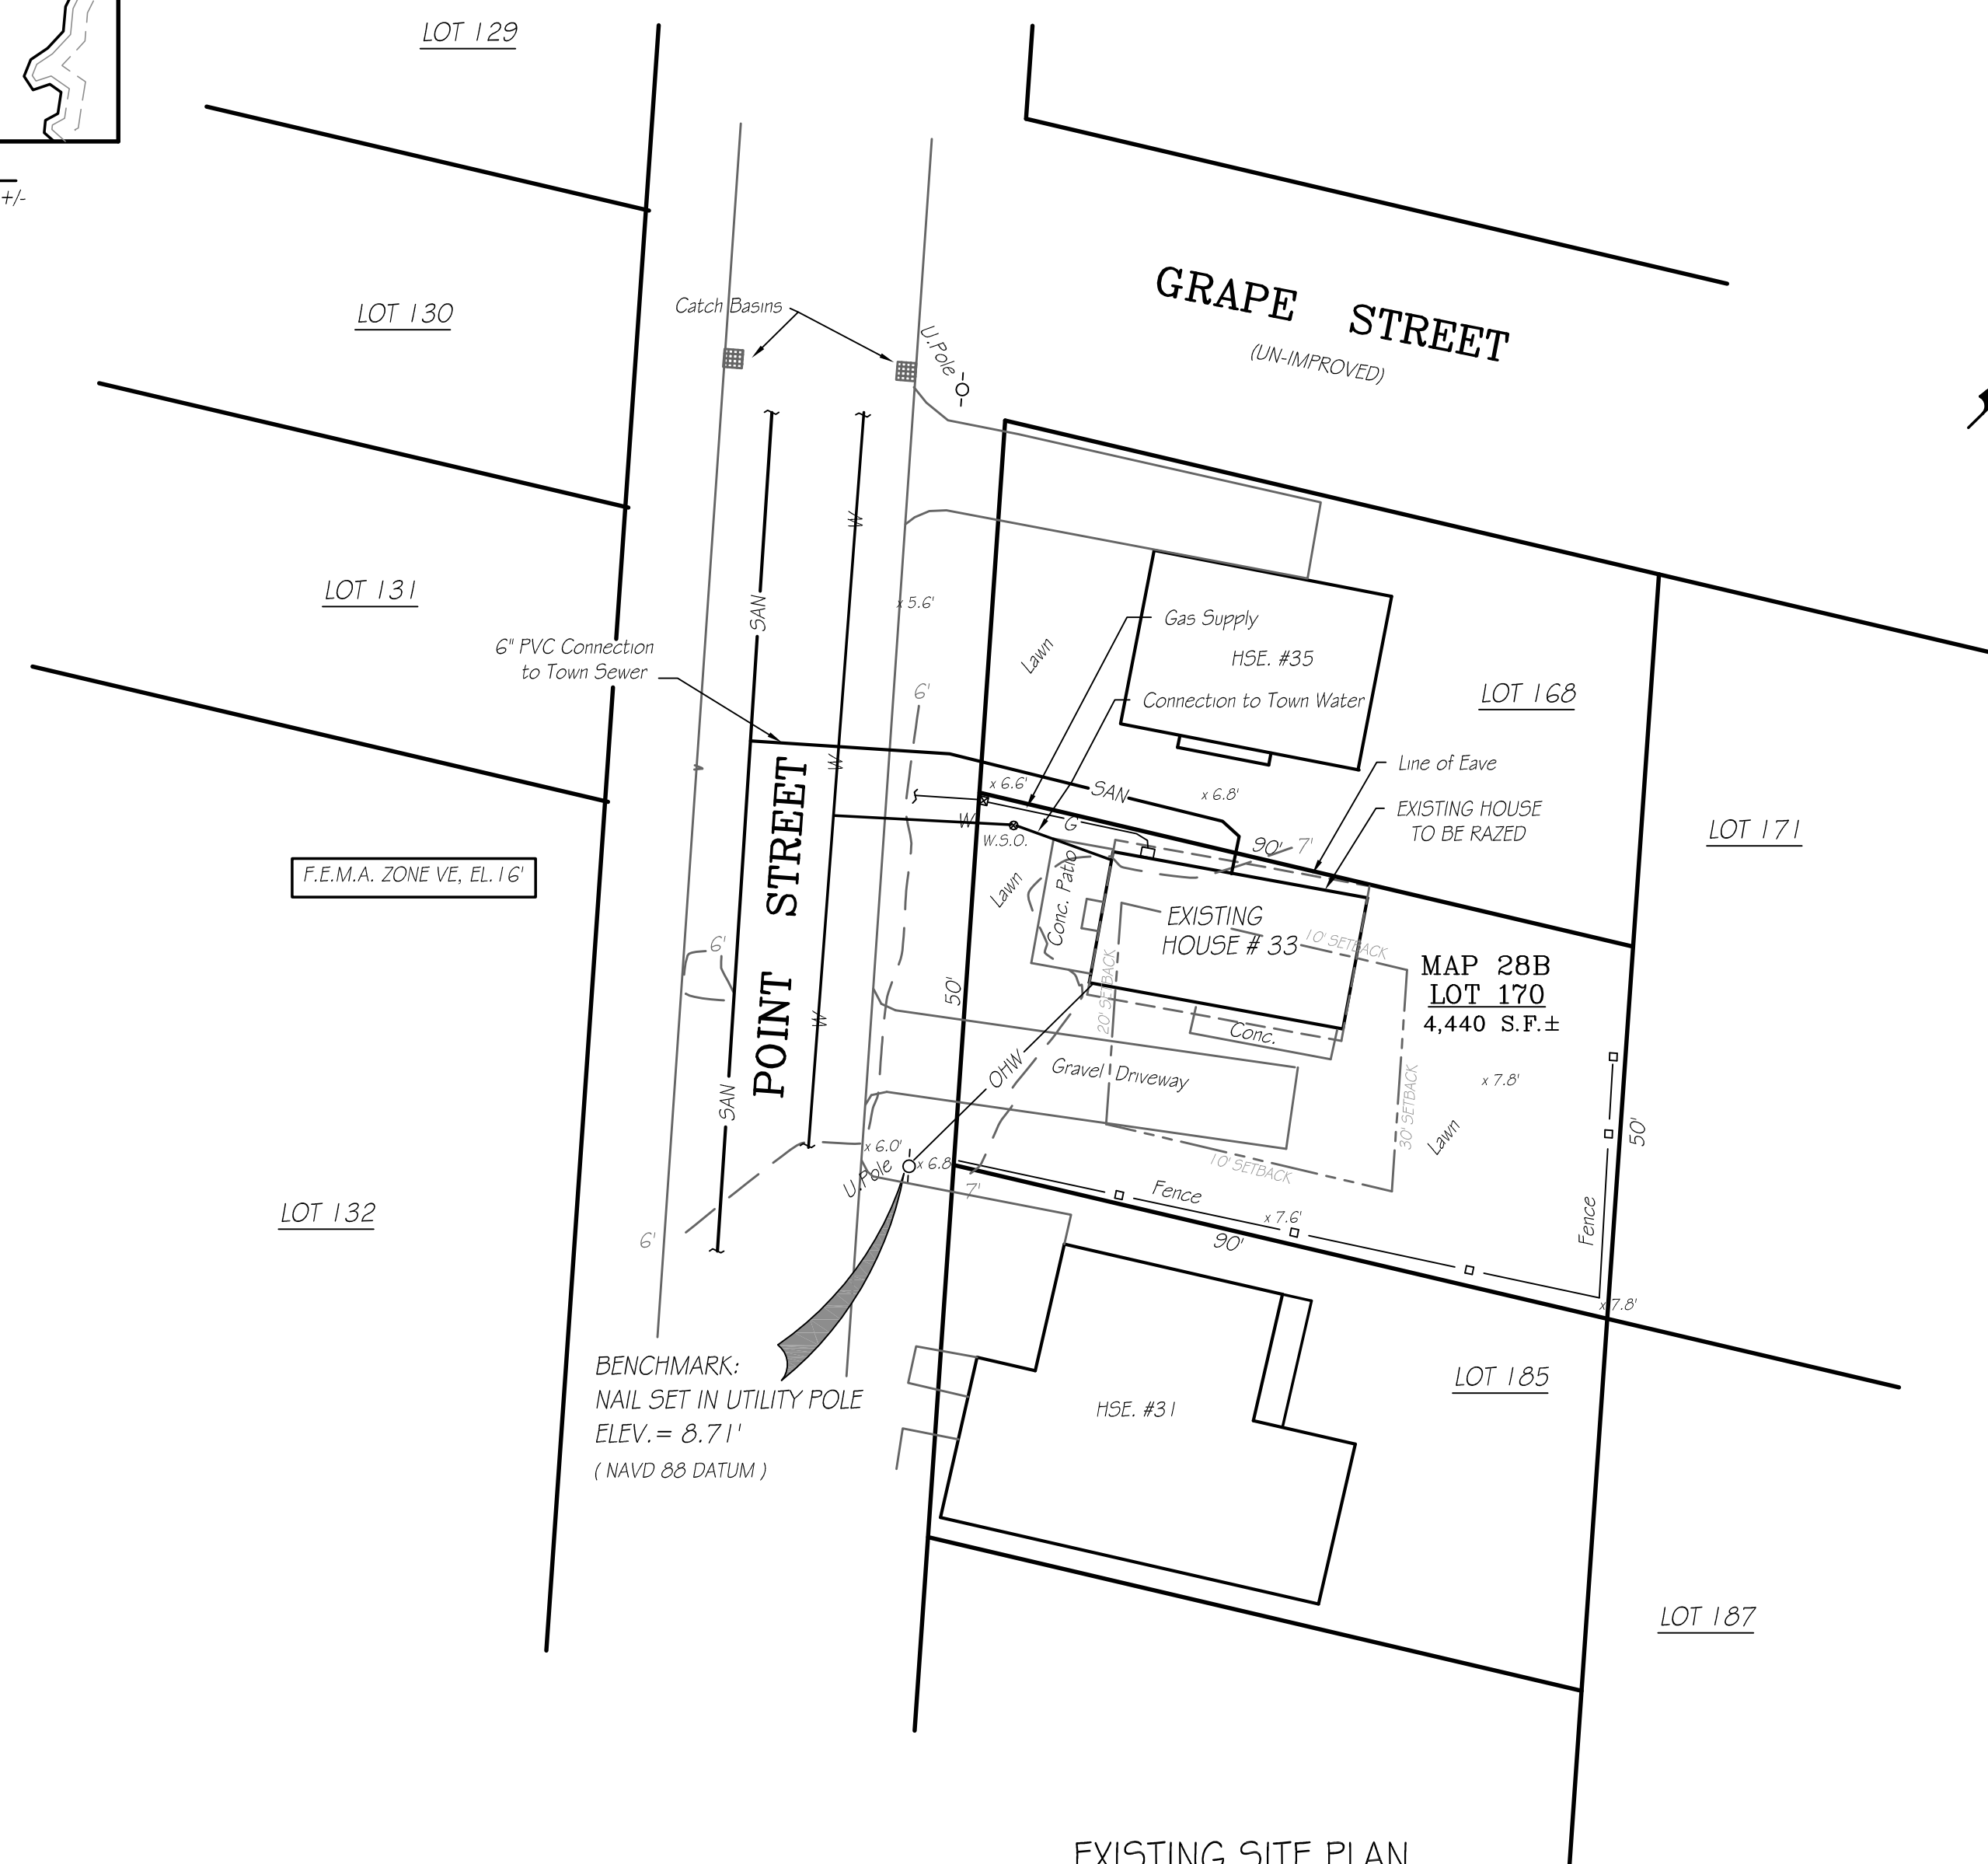 LOT 129
+/-
LOT 130
Catch Basins
U.Pole
GRAPE STREET
(UN-IMPROVED)
LOT 131
SAN
W
x 5.6'
6" PVC Connection
to Town Sewer
6'
Lawn
Gas Supply
HSE. #35
Connection to Town Water
LOT 168
Line of Eave
EXISTING HOUSE
TO BE RAZED
LOT 171
W
x 6.6'
SAN
x 6.8'
W
G
W.S.O.
90'
7'
F.E.M.A. ZONE VE, EL.16'
POINT STREET
Lawn
Conc. Patio
EXISTING
HOUSE # 33
10' SETBACK
6'
MAP 28B
LOT 170
4,440 S.F.±
50'
20' SETBACK
W
Conc.
OHW
Gravel Driveway
x 7.8'
30' SETBACK
Lawn
50'
SAN
x 6.0'
U.Pole
x 6.8'
7'
10' SETBACK
Fence
x 7.6'
90'
Fence
LOT 132
6'
x 7.8'
BENCHMARK:
NAIL SET IN UTILITY POLE
ELEV.= 8.71'
( NAVD 88 DATUM )
HSE. #31
LOT 185
LOT 187
EXISTING SITE PLAN